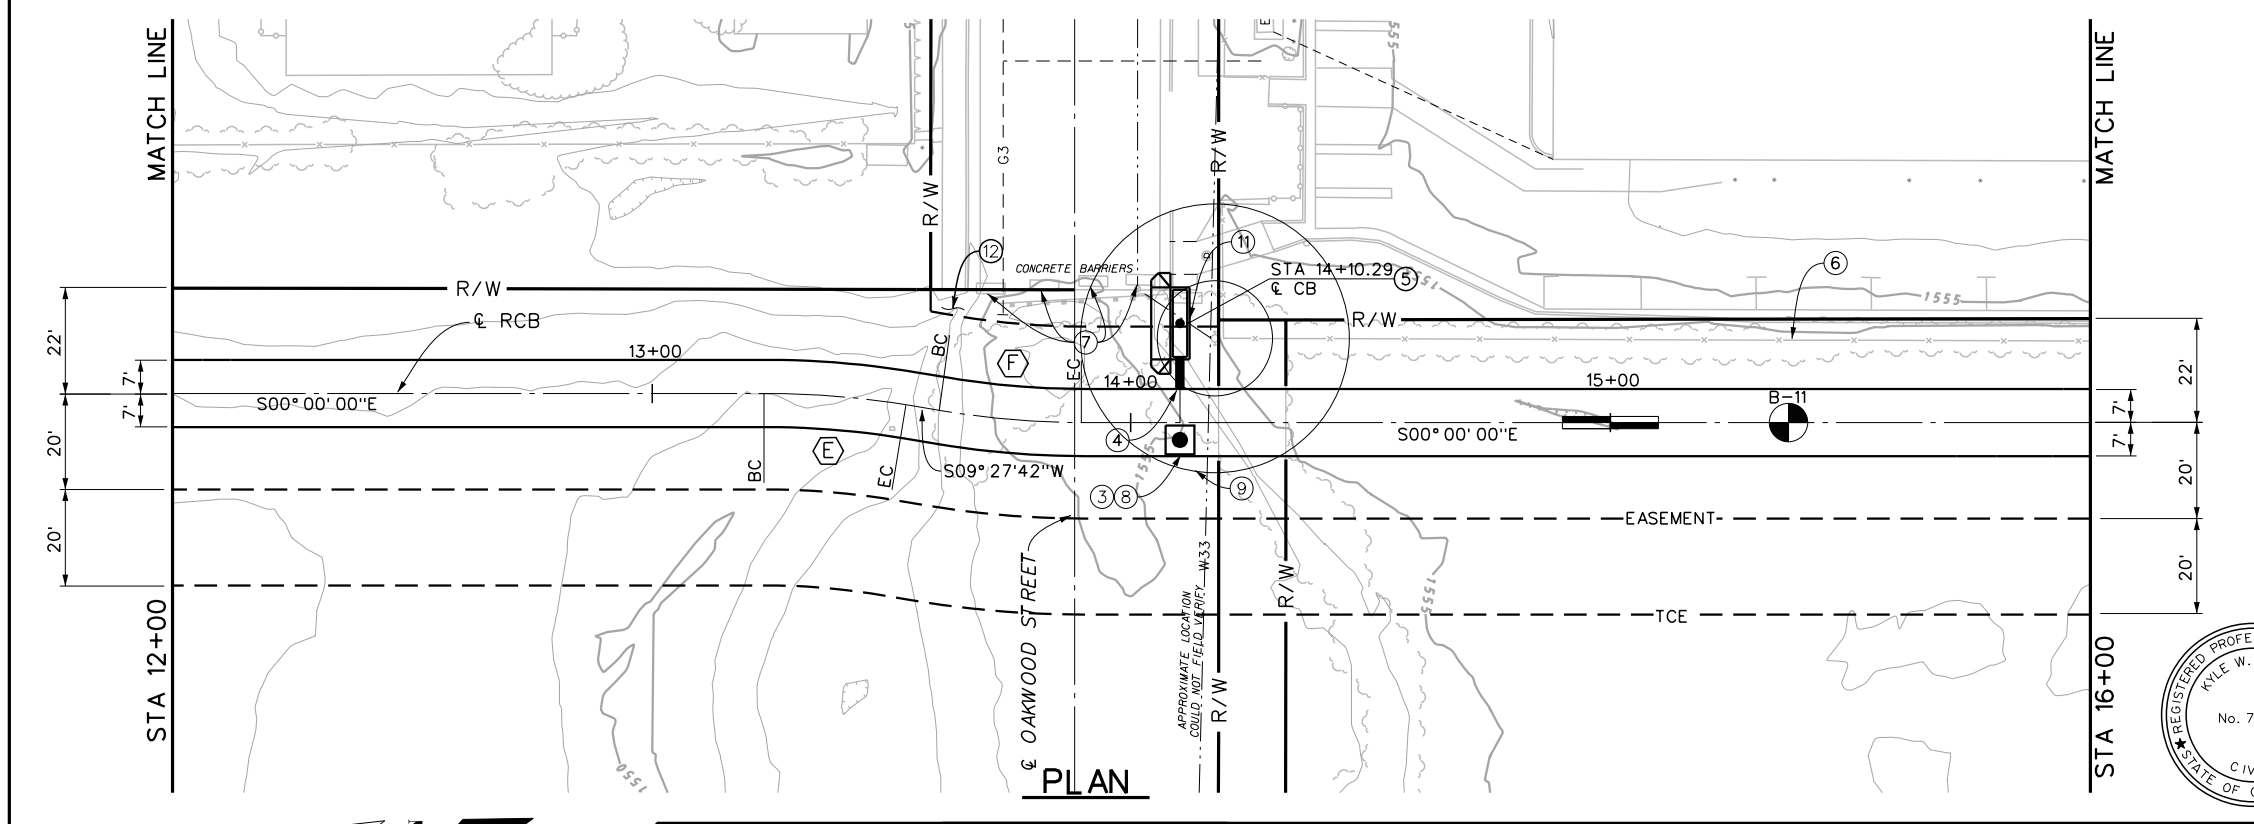 MATCH LINE
STA 12+00
22'
20'
20'
7'
7'
R/W
℄ RCB
13+00
S00°00'00"E
BC
EC
E
BC
S09°27'42"W
F
12
R/W
G3
CONCRETE BARRIERS
7
EC
14+00
4
3
8
9
11
STA 14+10.29
℄ CB
5
R/W
R/W
6
1555
1555
1555
1555
1555
1550
15+00
B-11
S00°00'00"E
EASEMENT
TCE
R/W
R/W
W33
APPROXIMATE LOCATION
COULD NOT FIELD VERIFY
℄ OAKWOOD STREET
PLAN
MATCH LINE
STA 16+00
22'
20'
20'
7'
7'
REGISTERED PROFE
KYLE W.
No. 7
CIV
STATE OF C